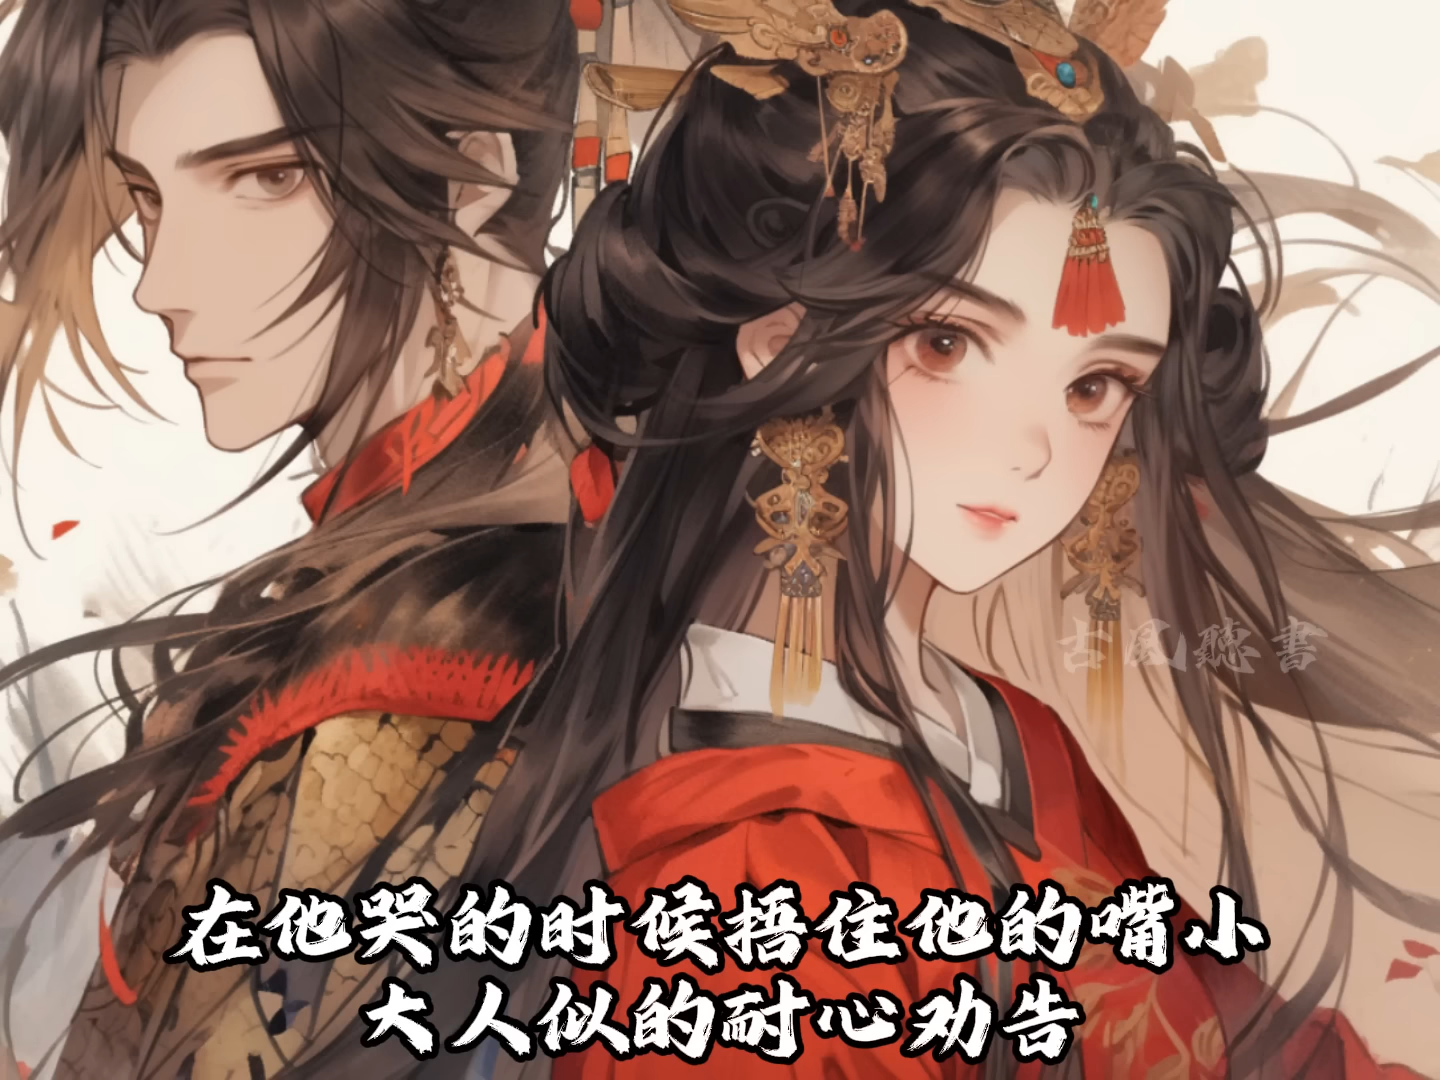 古风聽書
在他哭的时候捂住他的嘴小
大人似的耐心劝告